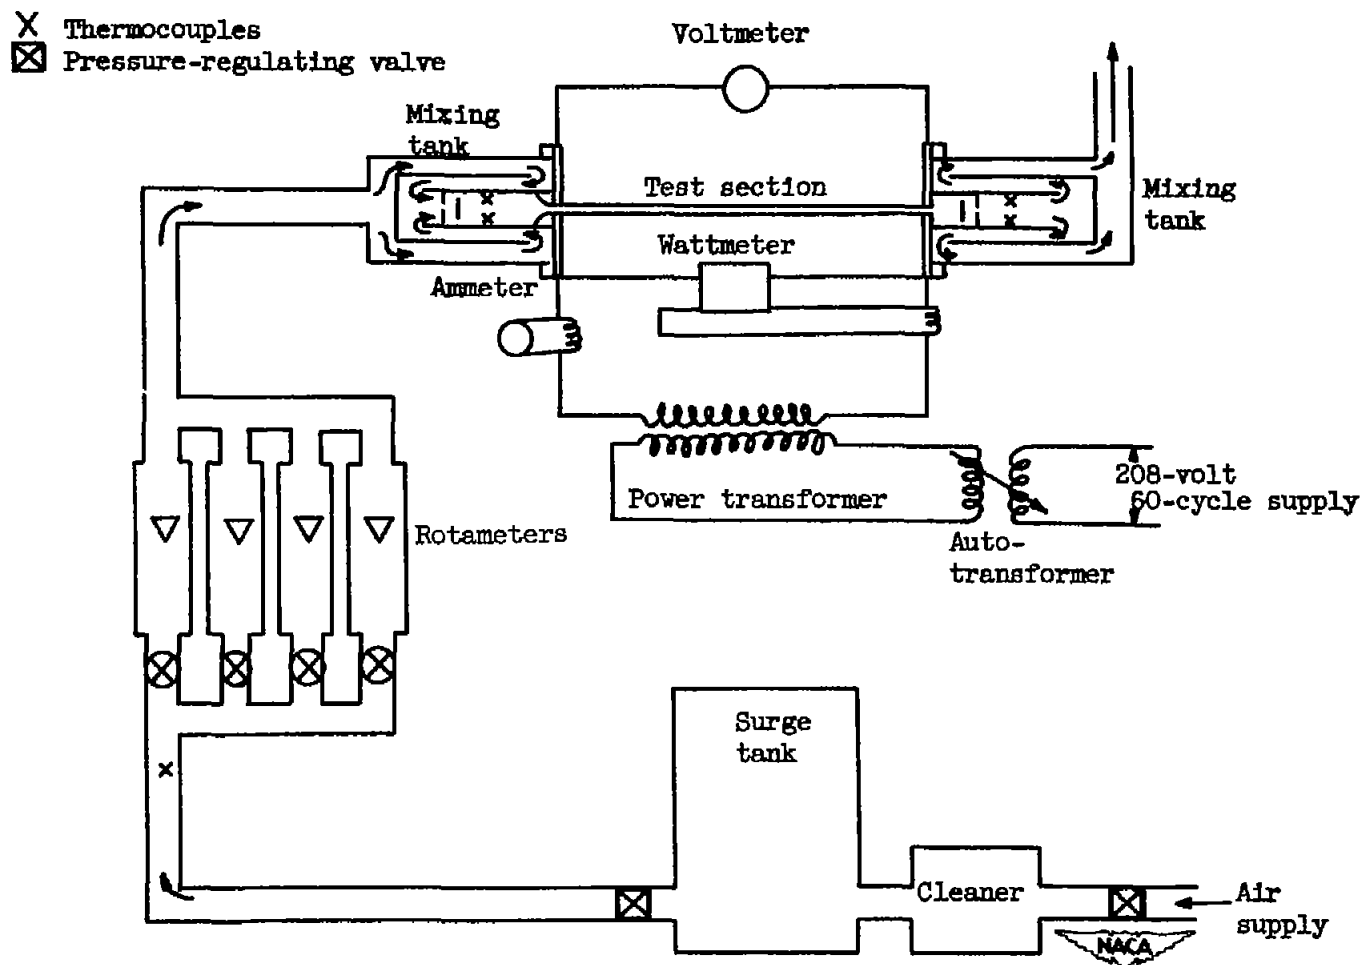 X Thermocouples
Pressure-regulating valve
Voltmeter
Mixing
tank
Test section
Mixing
tank
Wattmeter
Ammeter
Power transformer
208-volt
60-cycle supply
Auto-
transformer
Rotameters
Surge
tank
Cleaner
Air
supply
NACA